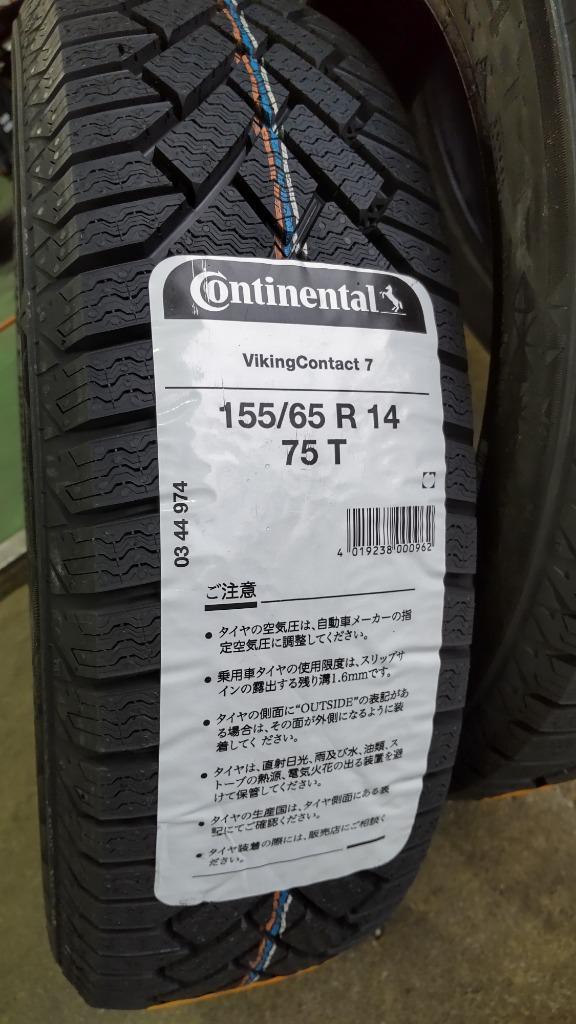 Continental
VikingContact 7
155/65 R 14
75 T
03 44 974
4 019238 000962
ご注意
• タイヤの空気圧は、自動車メーカーの指
定空気圧に調整してください。
• 乗用車タイヤの使用限度は、スリップサ
インの露出する残り溝1.6mmです。
• タイヤの側面に“OUTSIDE”の表記があ
る場合は、その面が外側になるように装
着してください。
• タイヤは、直射日光、雨及び水、油類、ス
トーブの熱源、電気火花の出る装置を避
けて保管してください。
• タイヤの生産国は、タイヤ側面にある表
記にてご確認ください。
• タイヤ装着の際には、販売店にご相談く
ださい。